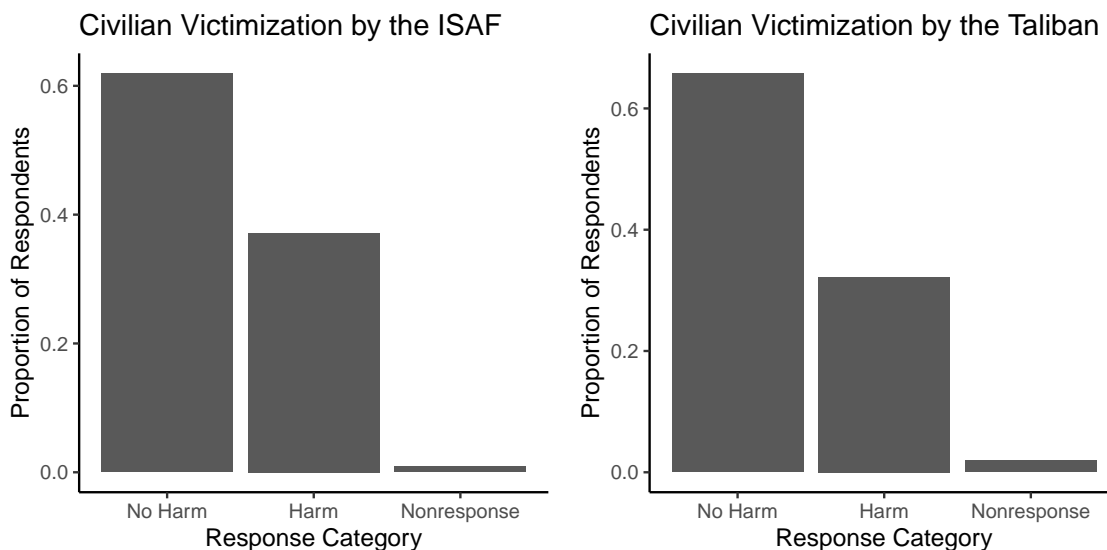 Civilian Victimization by the ISAF
Proportion of Respondents
0.6
0.4
0.2
0.0
No Harm Harm Nonresponse
Response Category
Civilian Victimization by the Taliban
Proportion of Respondents
0.6
0.4
0.2
0.0
No Harm Harm Nonresponse
Response Category